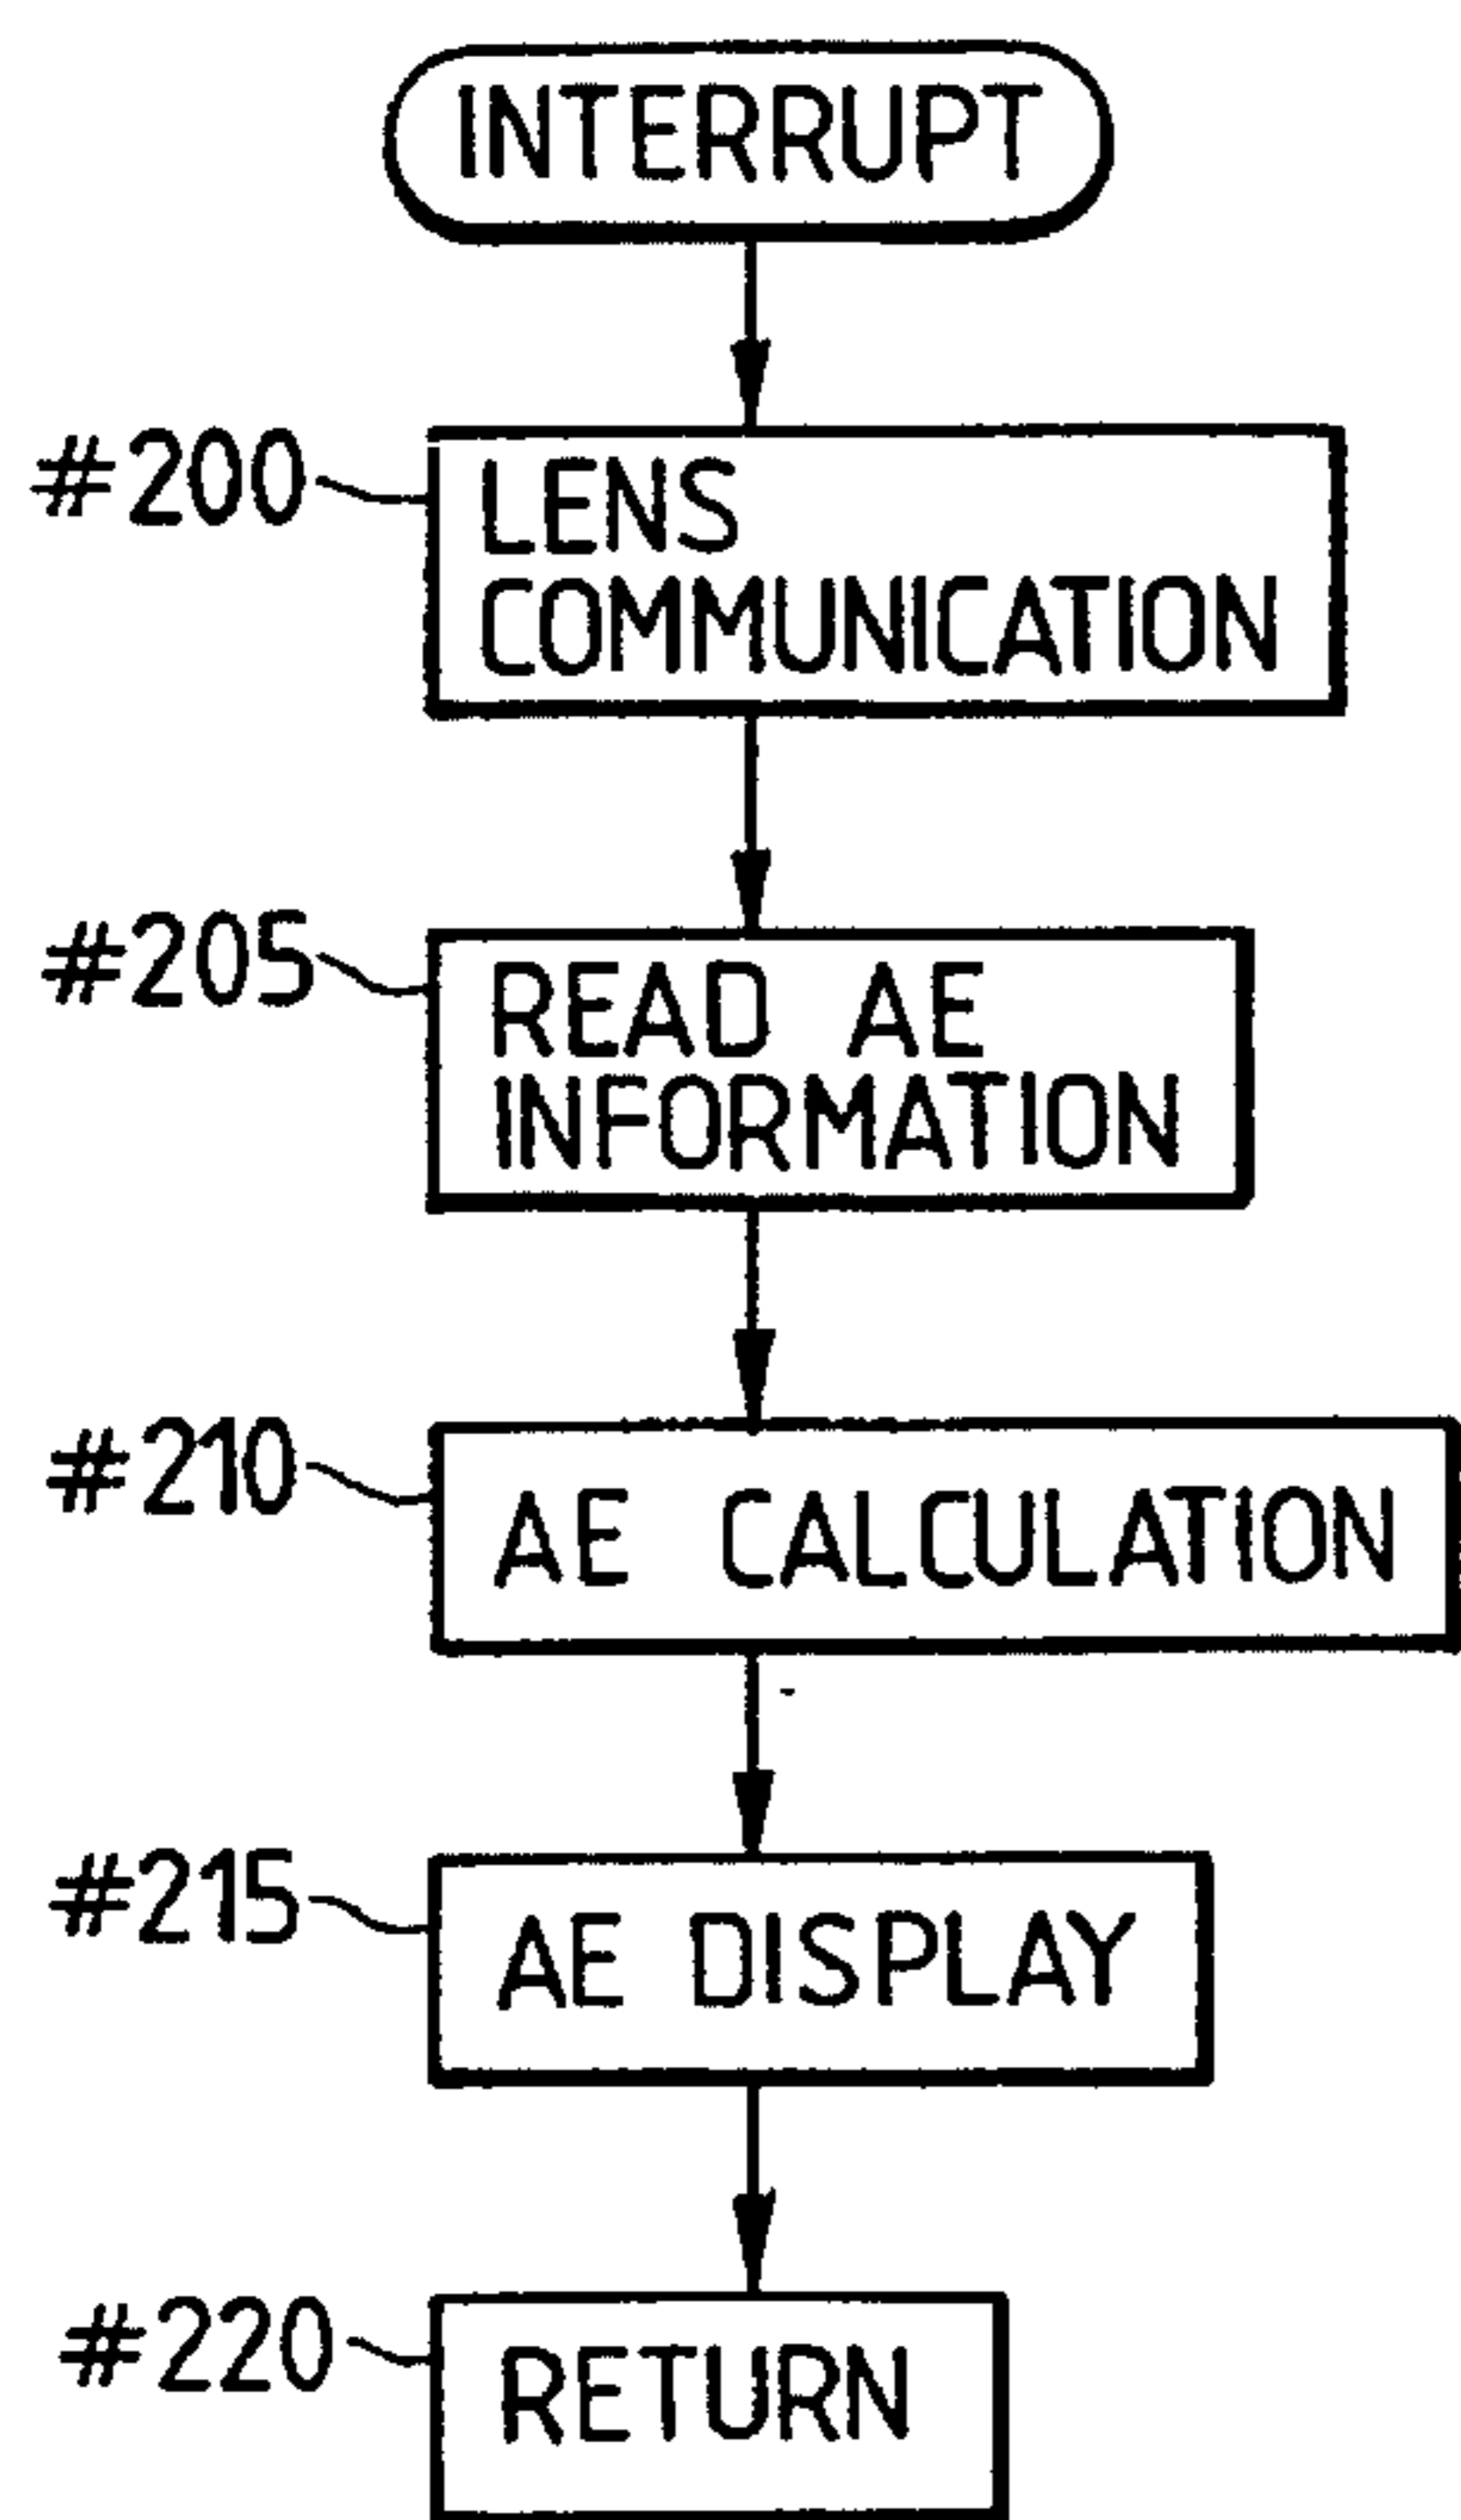 INTERRUPT
#200
LENS
COMMUNICATION
#205
READ AE
INFORMATION
#210
AE CALCULATION
#215
AE DISPLAY
#220
RETURN